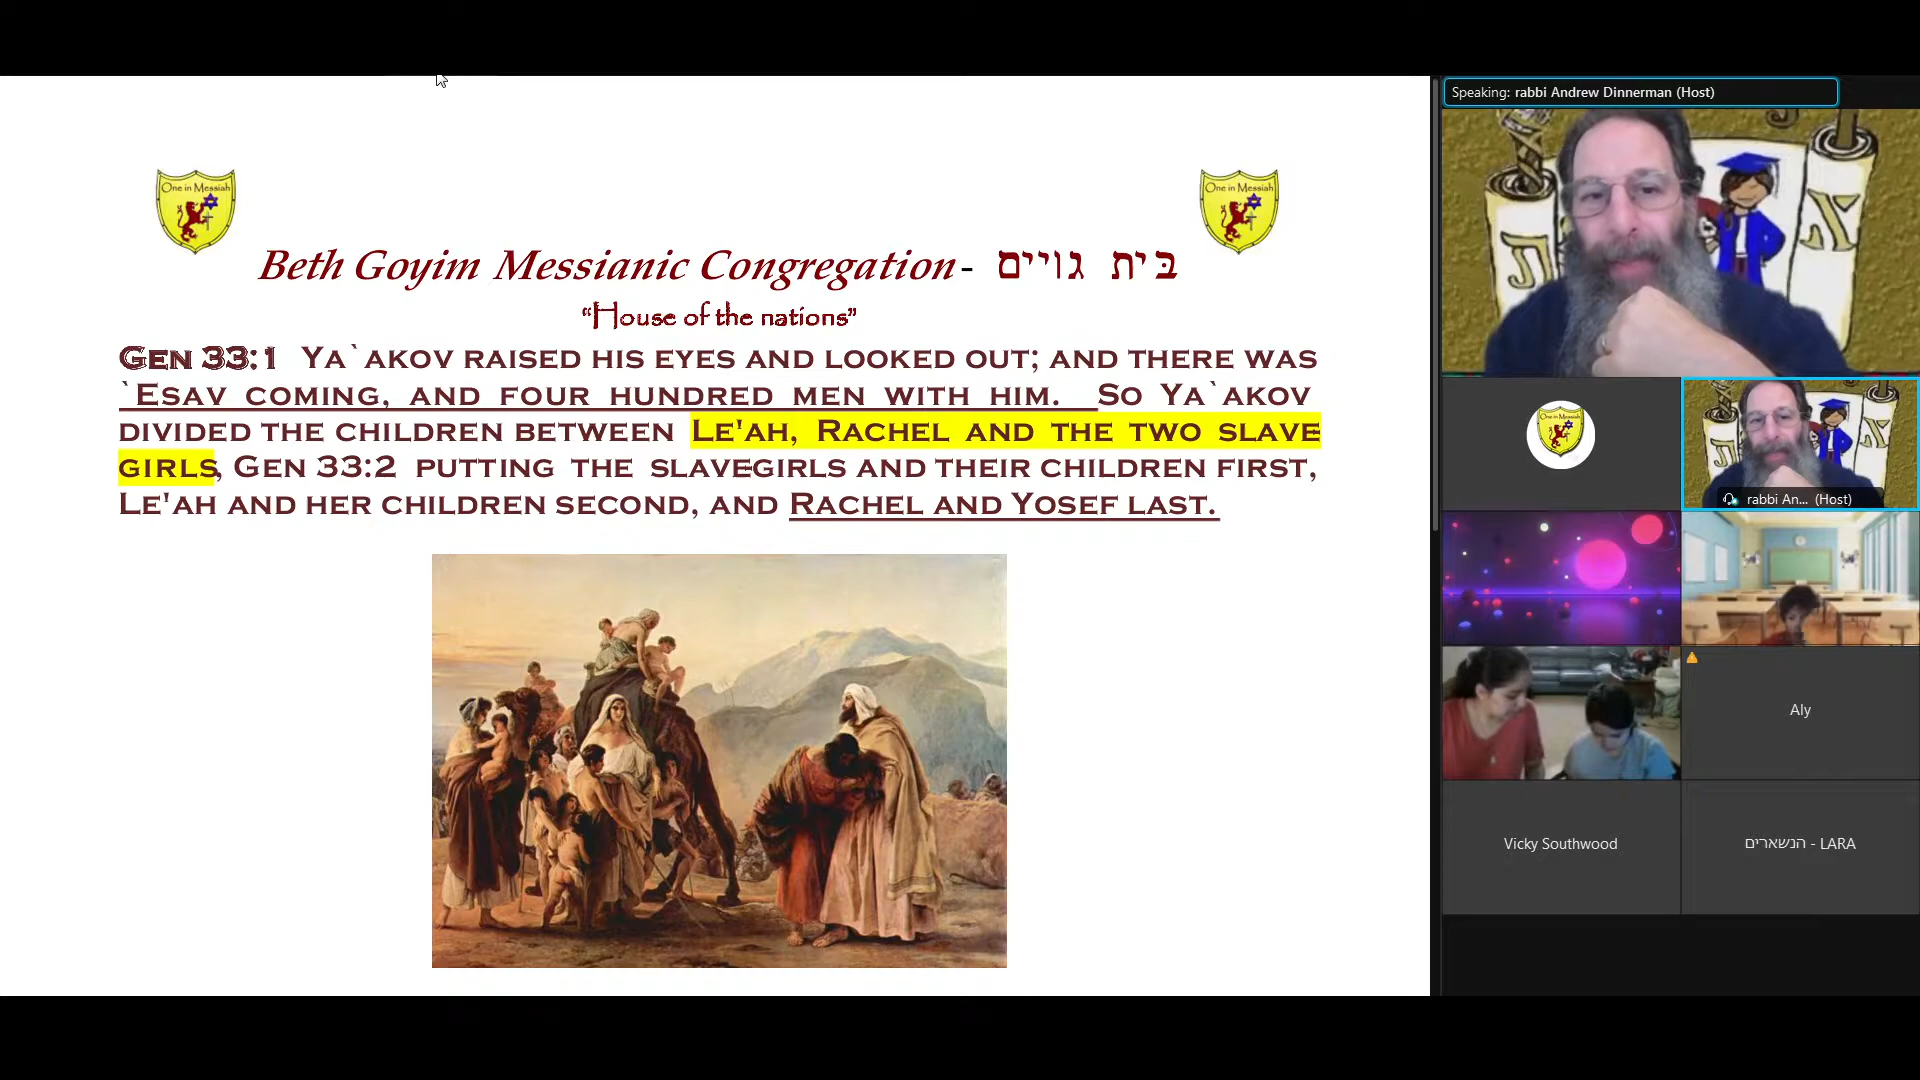 Speaking: rabbi Andrew Dinnerman (Host)
One in Messiah
One in Messiah
Beth Goyim Messianic Congregation - בּית גויים
“House of the nations”
Gen 33:1 Ya`akov raised his eyes and looked out; and there was
`Esav coming, and four hundred men with him. So Ya`akov
divided the children between Le'ah, Rachel and the two slave
girls, Gen 33:2 putting the slave-girls and their children first,
Le'ah and her children second, and Rachel and Yosef last.
rabbi An... (Host)
Aly
Vicky Southwood
הנשארים - LARA